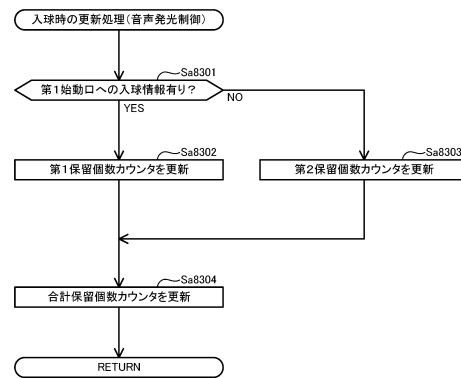 入球時の更新処理(音声発光制御)
Sa8301
第1始動口への入球情報有り?
NO
YES
Sa8302
第1保留個数カウンタを更新
Sa8303
第2保留個数カウンタを更新
Sa8304
合計保留個数カウンタを更新
RETURN